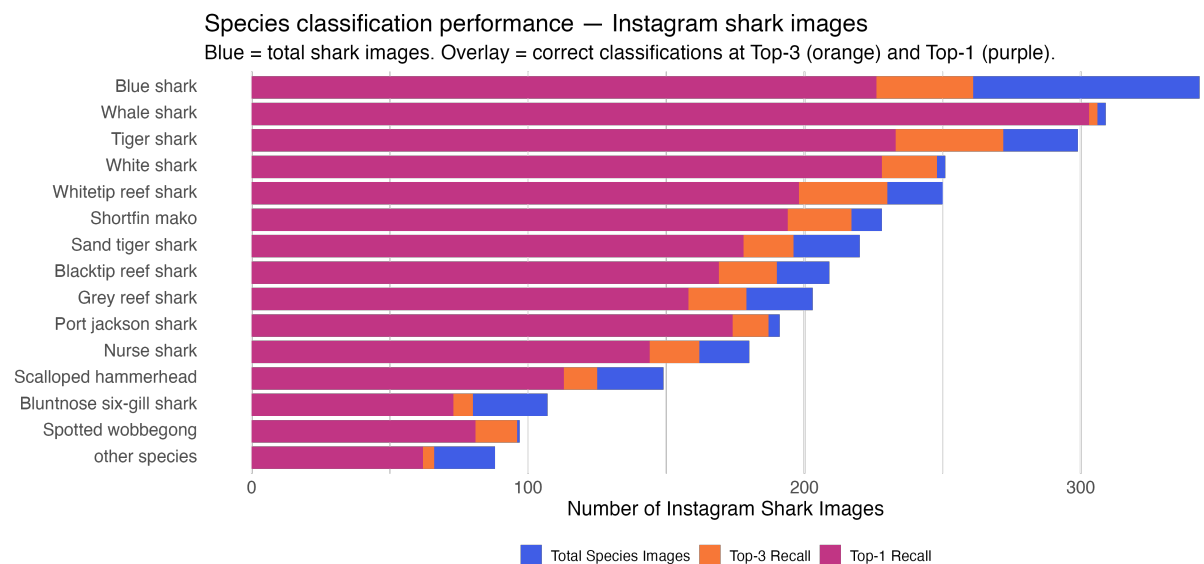 Species classification performance — Instagram shark images
Blue = total shark images. Overlay = correct classifications at Top-3 (orange) and Top-1 (purple).
Blue shark
Whale shark
Tiger shark
White shark
Whitetip reef shark
Shortfin mako
Sand tiger shark
Blacktip reef shark
Grey reef shark
Port jackson shark
Nurse shark
Scalloped hammerhead
Bluntnose six-gill shark
Spotted wobbegong
other species
0 100 200 300
Number of Instagram Shark Images
Total Species Images Top-3 Recall Top-1 Recall